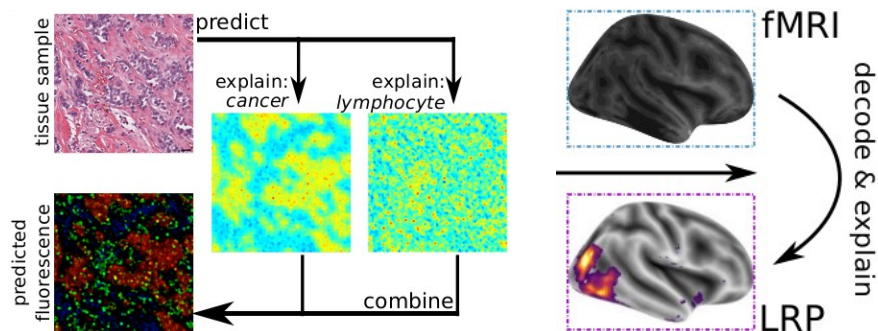 tissue sample
predict
explain:
cancer
explain:
lymphocyte
predicted
fluorescence
combine
fMRI
decode & explain
LRP